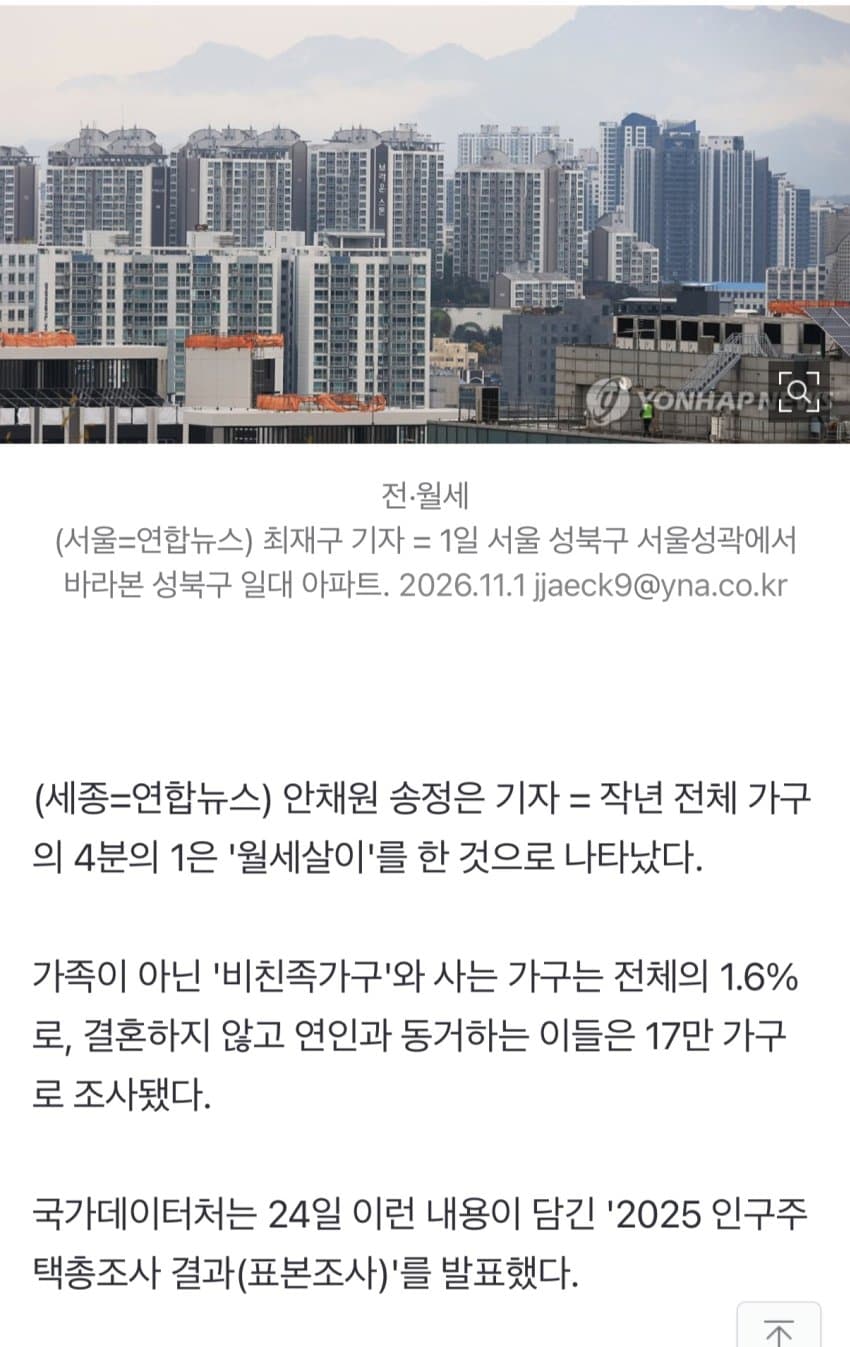 브라운스톤
YONHAP NEWS
전·월세
(서울=연합뉴스) 최재구 기자 = 1일 서울 성북구 서울성곽에서
바라본 성북구 일대 아파트. 2026.11.1 jjaeck9@yna.co.kr
(세종=연합뉴스) 안채원 송정은 기자 = 작년 전체 가구
의 4분의 1은 '월세살이'를 한 것으로 나타났다.
가족이 아닌 '비친족가구'와 사는 가구는 전체의 1.6%
로, 결혼하지 않고 연인과 동거하는 이들은 17만 가구
로 조사됐다.
국가데이터처는 24일 이런 내용이 담긴 '2025 인구주
택총조사 결과(표본조사)'를 발표했다.